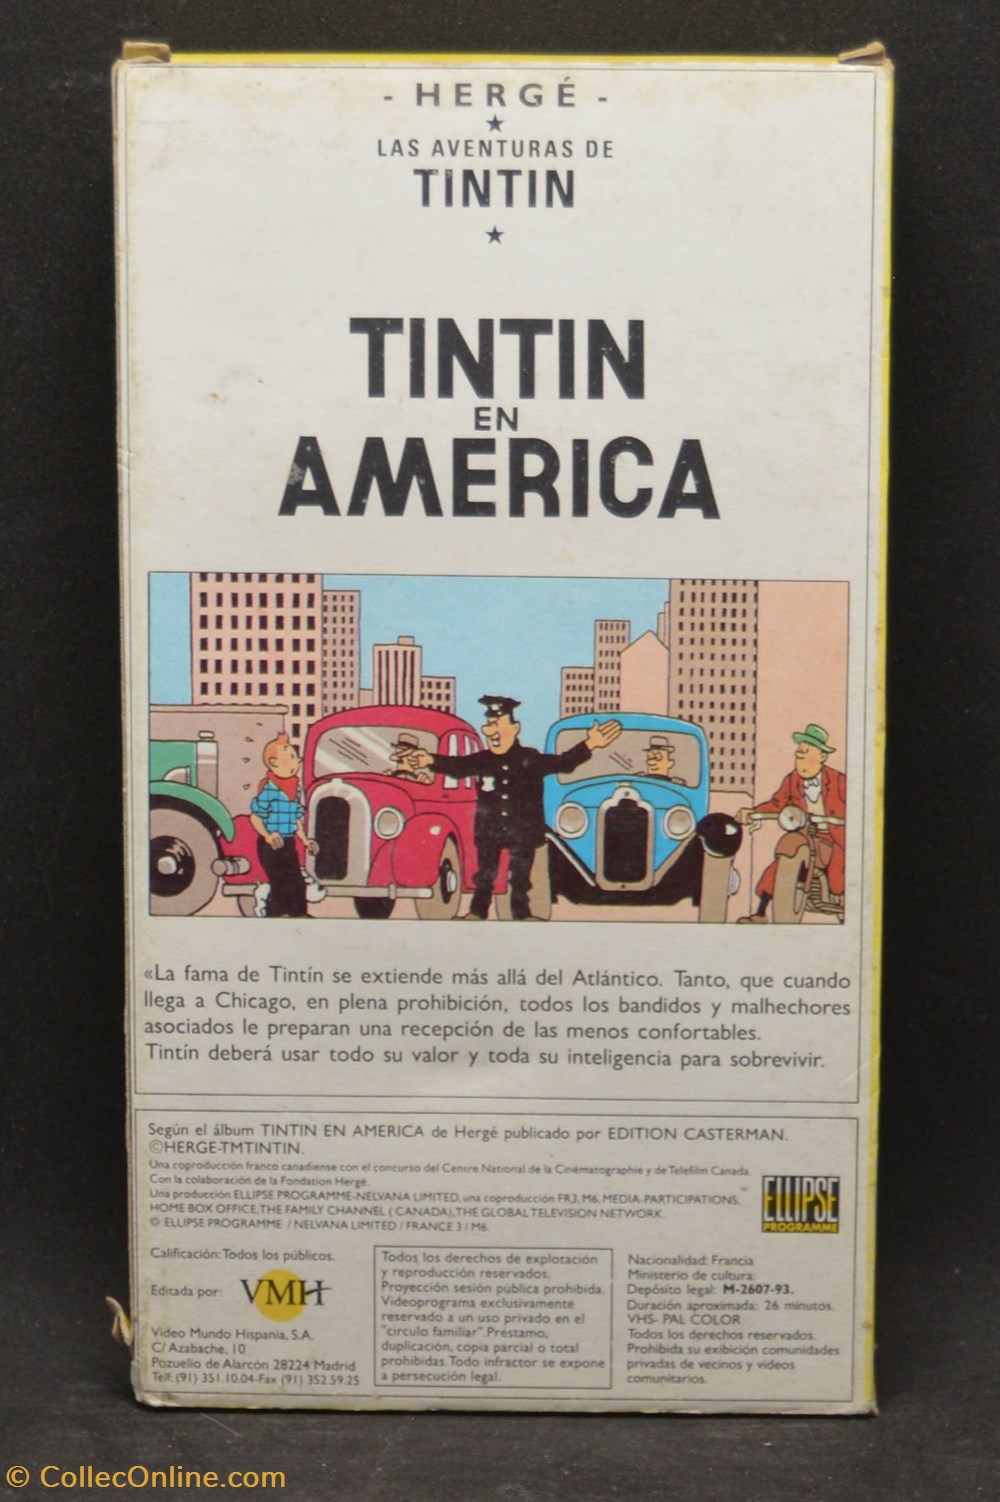 - HERGÉ -
LAS AVENTURAS DE
TINTIN
TINTIN
EN
AMERICA
«La fama de Tintín se extiende más allá del Atlántico. Tanto, que cuando
llega a Chicago, en plena prohibición, todos los bandidos y malhechores
asociados le preparan una recepción de las menos confortables.
Tintín deberá usar todo su valor y toda su inteligencia para sobrevivir.
Según el álbum TINTIN EN AMERICA de Hergé publicado por EDITION CASTERMAN.
©HERGE-TMTINTIN.
Una coproducción franco canadiense con el concurso del Centre National de la Cinématographie y de Telefilm Canada.
Con la colaboración de la Fondation Hergé.
Una producción ELLIPSE PROGRAMME-NELVANA LIMITED, una coproducción FR3, M6, MEDIA-PARTICIPATIONS,
HOME BOX OFFICE, THE FAMILY CHANNEL (CANADA), THE GLOBAL TELEVISION NETWORK.
© ELLIPSE PROGRAMME / NELVANA LIMITED / FRANCE 3 / M6
ELLIPSE
PROGRAMME
Calificación: Todos los públicos.
Editada por: VMH
Video Mundo Hispania, S.A.
C/ Azabache, 10
Pozuelo de Alarcón 28224 Madrid
Telf: (91) 351.10.04-Fax (91) 352.59.25
Todos los derechos de explotación
y reproducción reservados.
Proyección sesión pública prohibida.
Videoprograma exclusivamente
reservado a un uso privado en el
"circulo familiar". Préstamo,
duplicación, copia parcial o total
prohibidas. Todo infractor se expone
a persecución legal.
Nacionalidad: Francia
Ministerio de cultura:
Depósito legal: M-2607-93.
Duración aproximada: 26 minutos.
VHS- PAL COLOR
Todos los derechos reservados.
Prohibida su exibición comunidades
privadas de vecinos y videos
comunitarios.
© CollecOnline.com